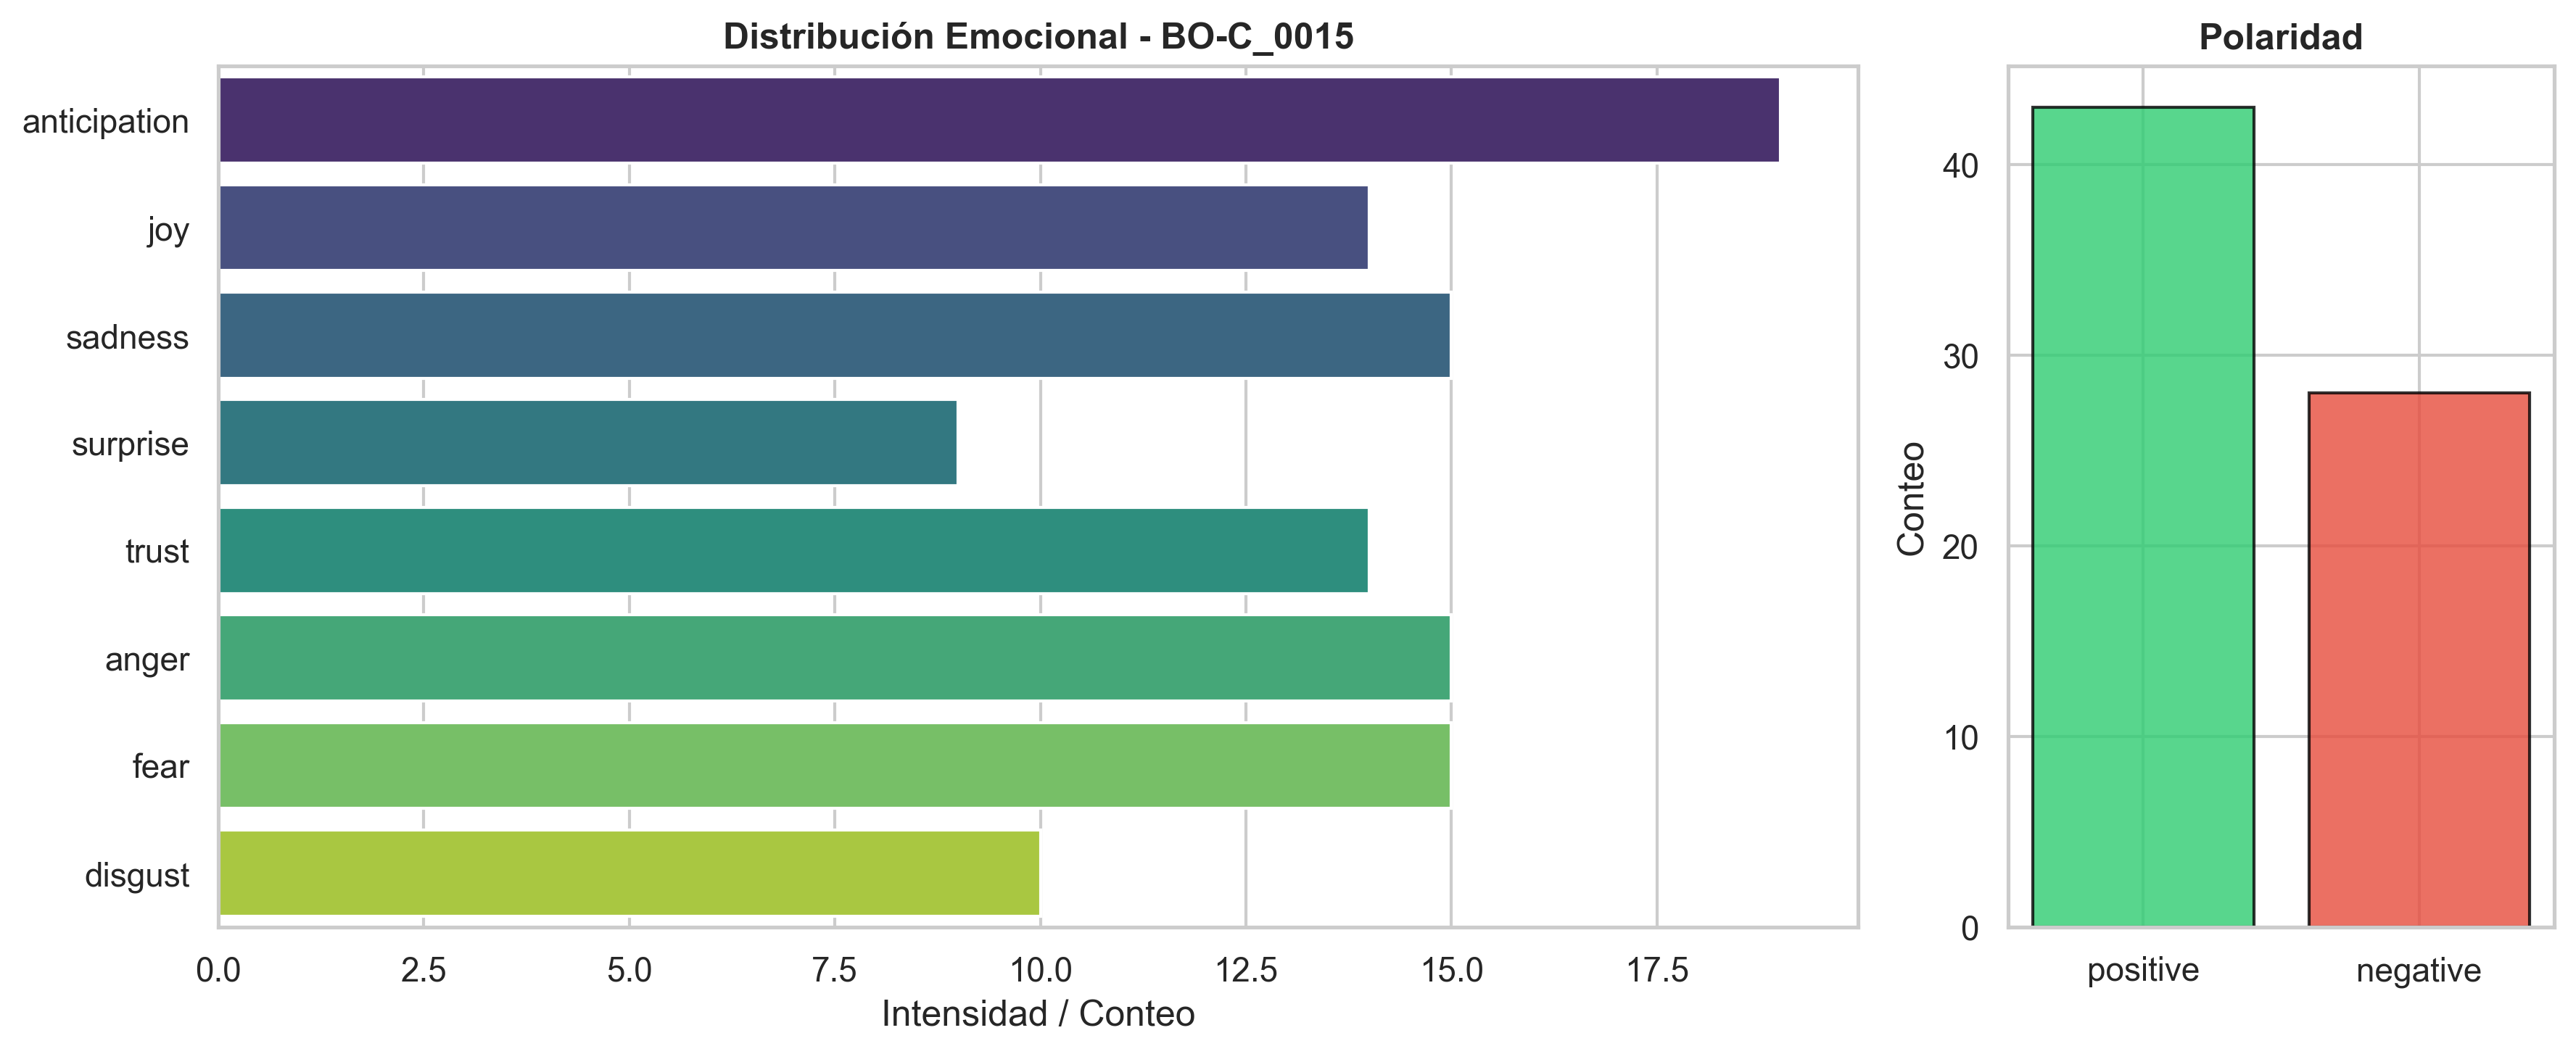 Distribución Emocional - BO-C_0015
anticipation
joy
sadness
surprise
trust
anger
fear
disgust
0.0 2.5 5.0 7.5 10.0 12.5 15.0 17.5
Intensidad / Conteo
Polaridad
Conteo
40
30
20
10
0
positive negative